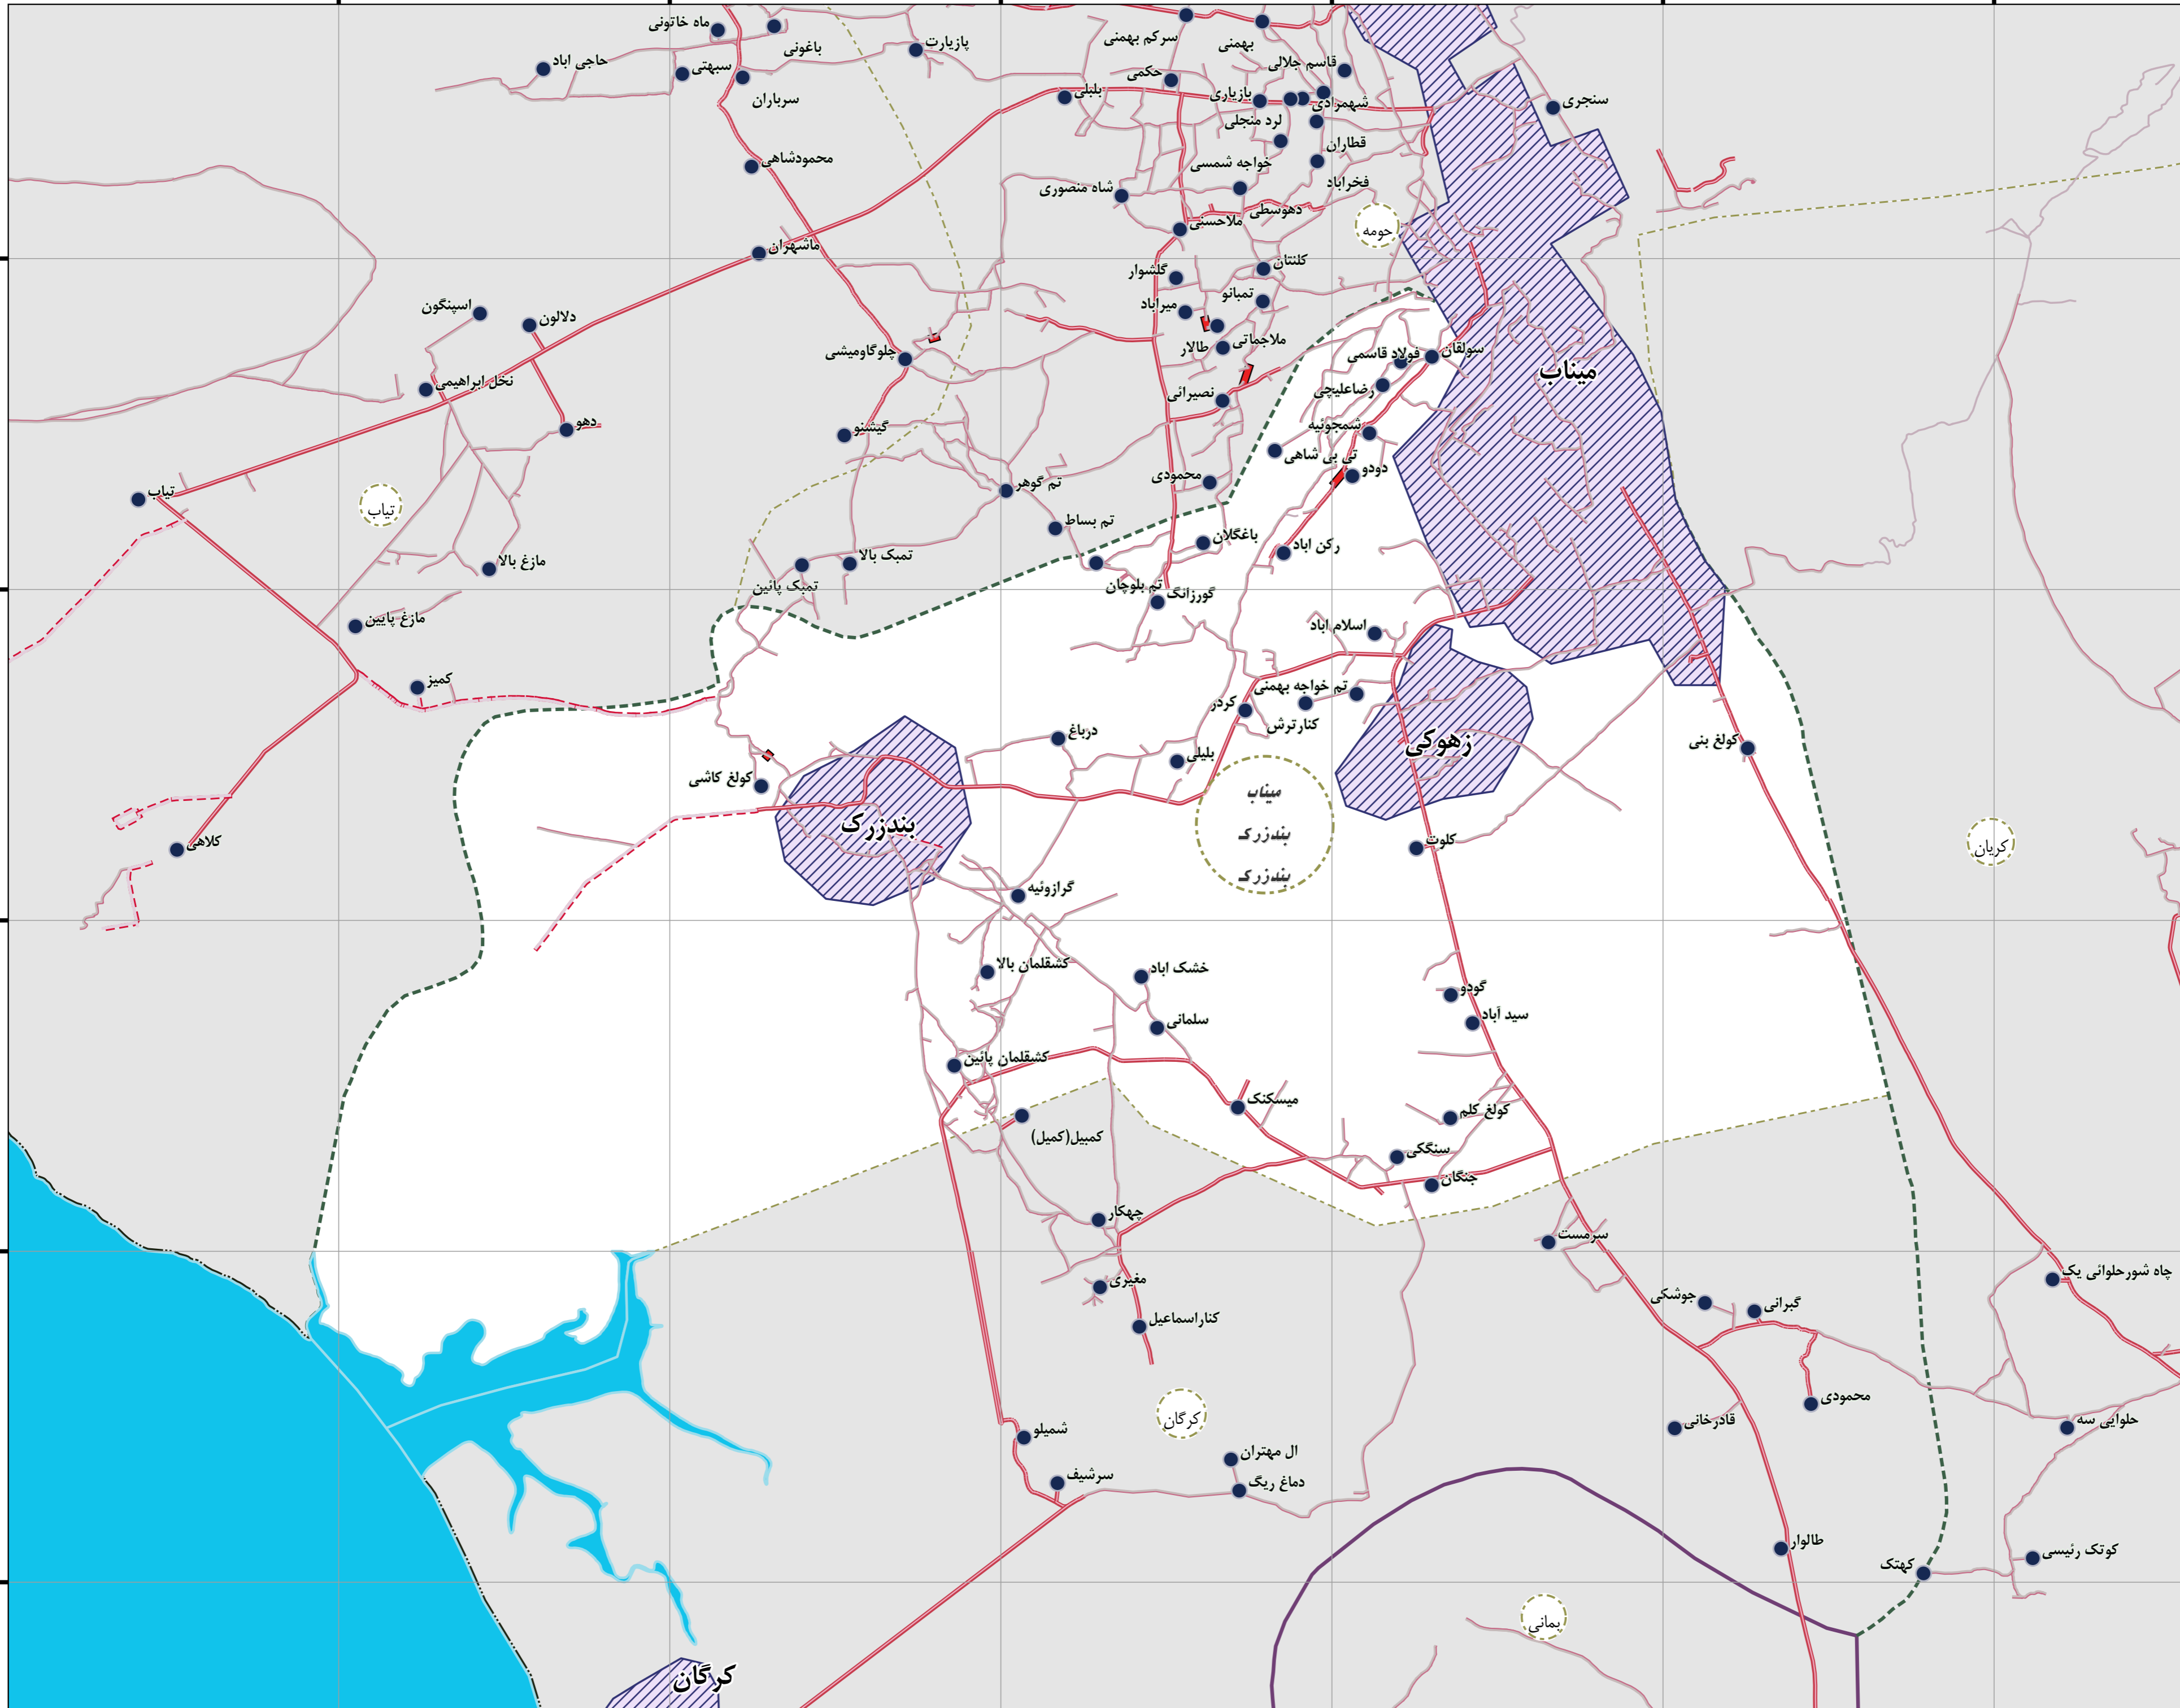 ماه خاتونی
باغونی
پازیارت
سرکم بهمنی
بهمنی
حاجی اباد
سبهتی
سرباران
حکمی
قاسم جلالی
بلبلی
بازیاری
شهمرادی
سنجری
لرد منجلی
قطاران
محمودشاهی
خواجه شمسی
شاه منصوری
فخراباد
دهوسطی
ملاحسنی
حومه
ماشهران
گلشوار
کلنتان
تمبانو
میراباد
اسپنگون
دلالون
ملاجماتی
طالار
چلوگاومیشی
فولاد قاسمی
سولقان
میناب
نخل ابراهیمی
رضاعلیچی
نصیرائی
دهو
گیشنو
شمجوئیه
تی بی شاهی
دودو
محمودی
تم گوهر
تیاب
تیاب
تم بساط
باغگلان
رکن اباد
مازغ بالا
تمبک بالا
تمبک پائین
تم بلوچان
گورزانگ
مازغ پایین
اسلام اباد
کمیز
تم خواجه بهمنی
کردر
کنارترش
درباغ
زهوکی
کولغ بنی
بلیلی
کولغ کاشی
میناب
بندزرک
بندزرک
بندزرک
کلاهی
کلوت
کریان
گرازوئیه
کشقلمان بالا
خشک اباد
گودو
سلمانی
سید آباد
کشقلمان پائین
میسکنک
کولغ کلم
کمبیل(کمیل)
سنگکی
جنگان
چهکار
سرمست
مغیری
چاه شورحلوائی یک
جوشکی
گبرانی
کناراسماعیل
محمودی
کرگان
قادرخانی
حلوایی سه
شمیلو
ال مهتران
سرشیف
دماغ ریگ
طالوار
کوتک رئیسی
کهتک
بمانی
کرگان